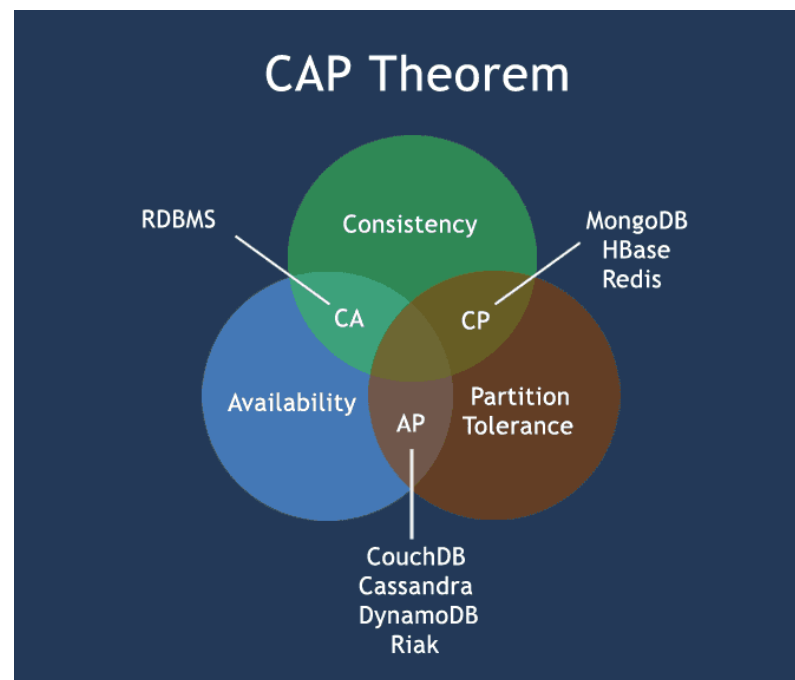 CAP Theorem
RDBMS
Consistency
MongoDB
HBase
Redis
CA
CP
Availability
Partition
Tolerance
AP
CouchDB
Cassandra
DynamoDB
Riak